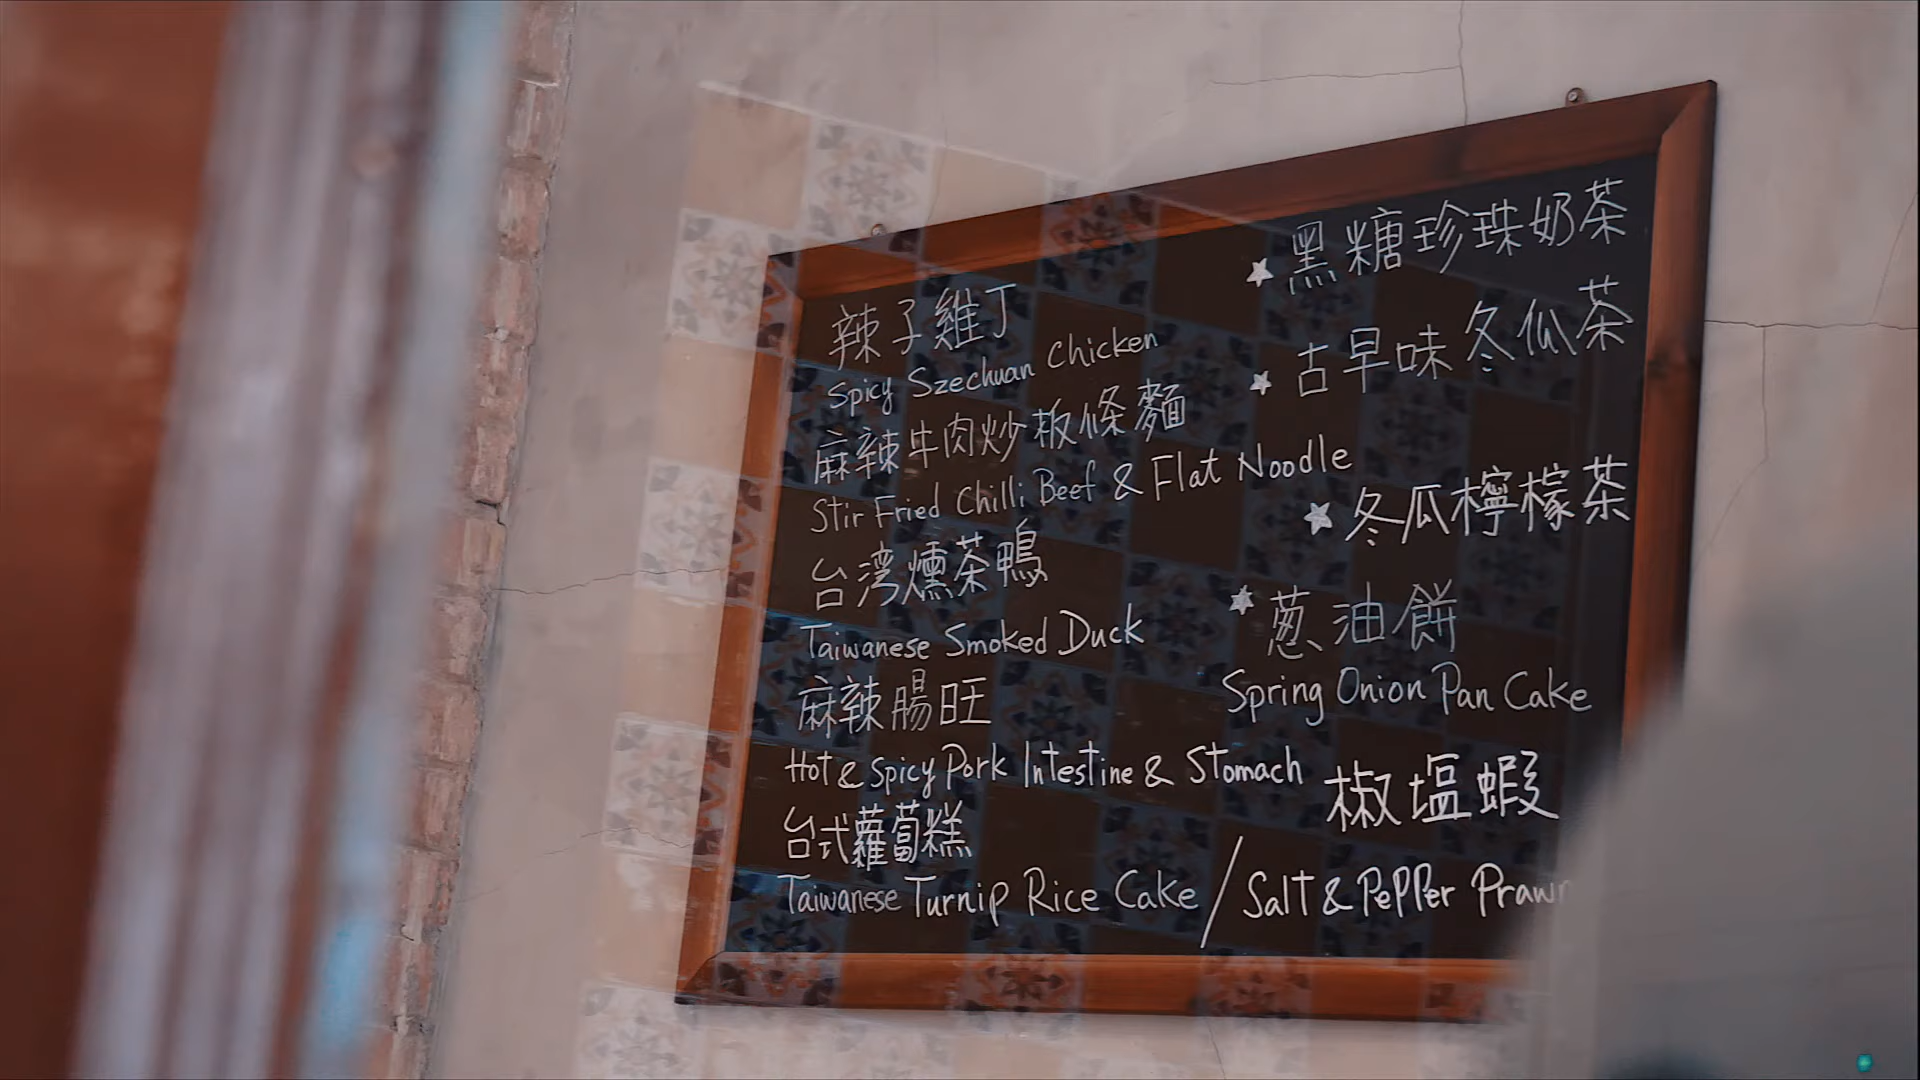 辣子雞丁
Spicy Szechuan Chicken
麻辣牛肉炒板條麵
Stir Fried Chilli Beef & Flat Noodle
台湾燻茶鴨
Taiwanese Smoked Duck
麻辣腸旺
Hot & Spicy Pork Intestine & Stomach
台式蘿蔔糕
Taiwanese Turnip Rice Cake /
★黑糖珍珠奶茶
★古早味冬瓜茶
★冬瓜檸檬茶
★蔥油餅
Spring Onion Pan Cake
椒塩蝦
Salt & Pepper Prawn